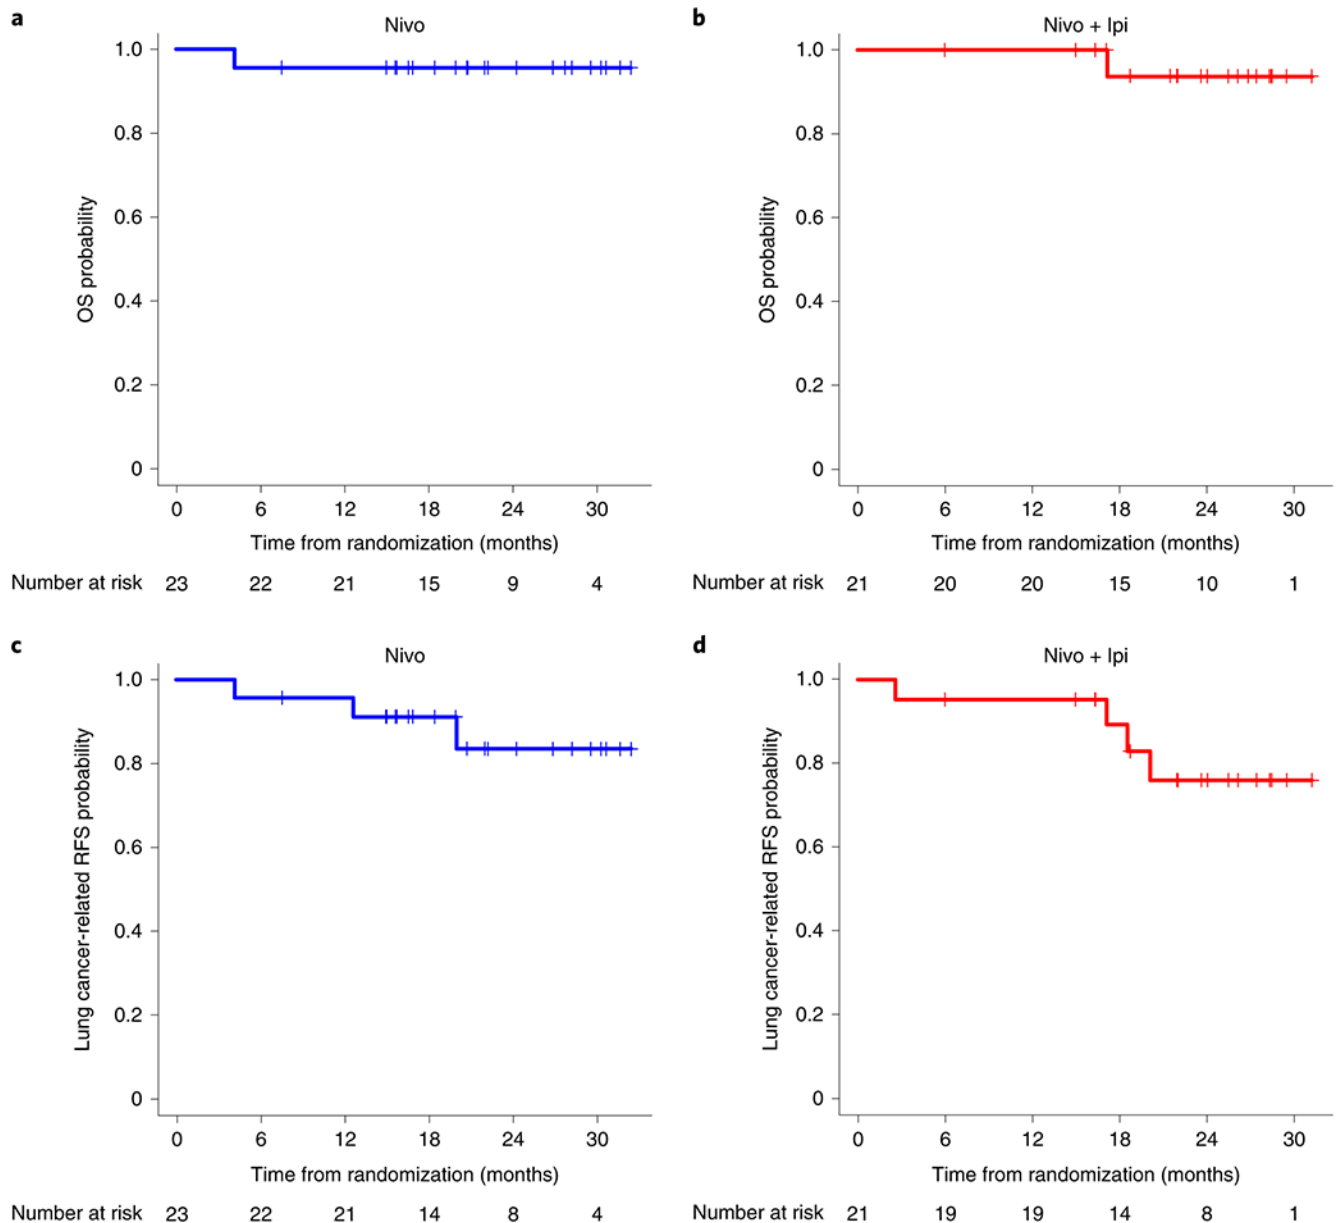 a
Nivo
1.0
0.8
0.6
0.4
0.2
0
OS probability
0 6 12 18 24 30
Time from randomization (months)
Number at risk 23 22 21 15 9 4
b
Nivo + Ipi
1.0
0.8
0.6
0.4
0.2
0
OS probability
0 6 12 18 24 30
Time from randomization (months)
Number at risk 21 20 20 15 10 1
c
Nivo
1.0
0.8
0.6
0.4
0.2
0
Lung cancer-related RFS probability
0 6 12 18 24 30
Time from randomization (months)
Number at risk 23 22 21 14 8 4
d
Nivo + Ipi
1.0
0.8
0.6
0.4
0.2
0
Lung cancer-related RFS probability
0 6 12 18 24 30
Time from randomization (months)
Number at risk 21 19 19 14 8 1